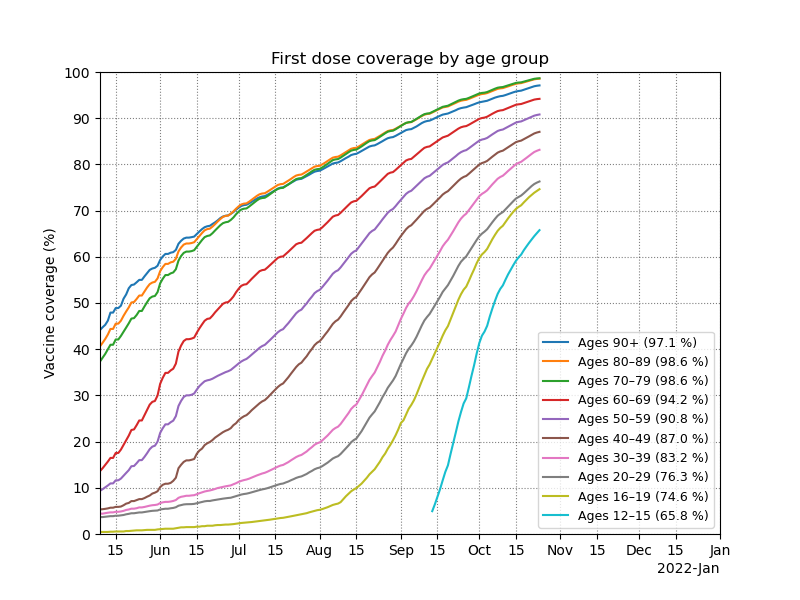 First dose coverage by age group
Vaccine coverage (%)
100
90
80
70
60
50
40
30
20
10
0
Ages 90+ (97.1 %)
Ages 80–89 (98.6 %)
Ages 70–79 (98.6 %)
Ages 60–69 (94.2 %)
Ages 50–59 (90.8 %)
Ages 40–49 (87.0 %)
Ages 30–39 (83.2 %)
Ages 20–29 (76.3 %)
Ages 16–19 (74.6 %)
Ages 12–15 (65.8 %)
15 Jun 15 Jul 15 Aug 15 Sep 15 Oct 15 Nov 15 Dec 15 Jan
2022-Jan